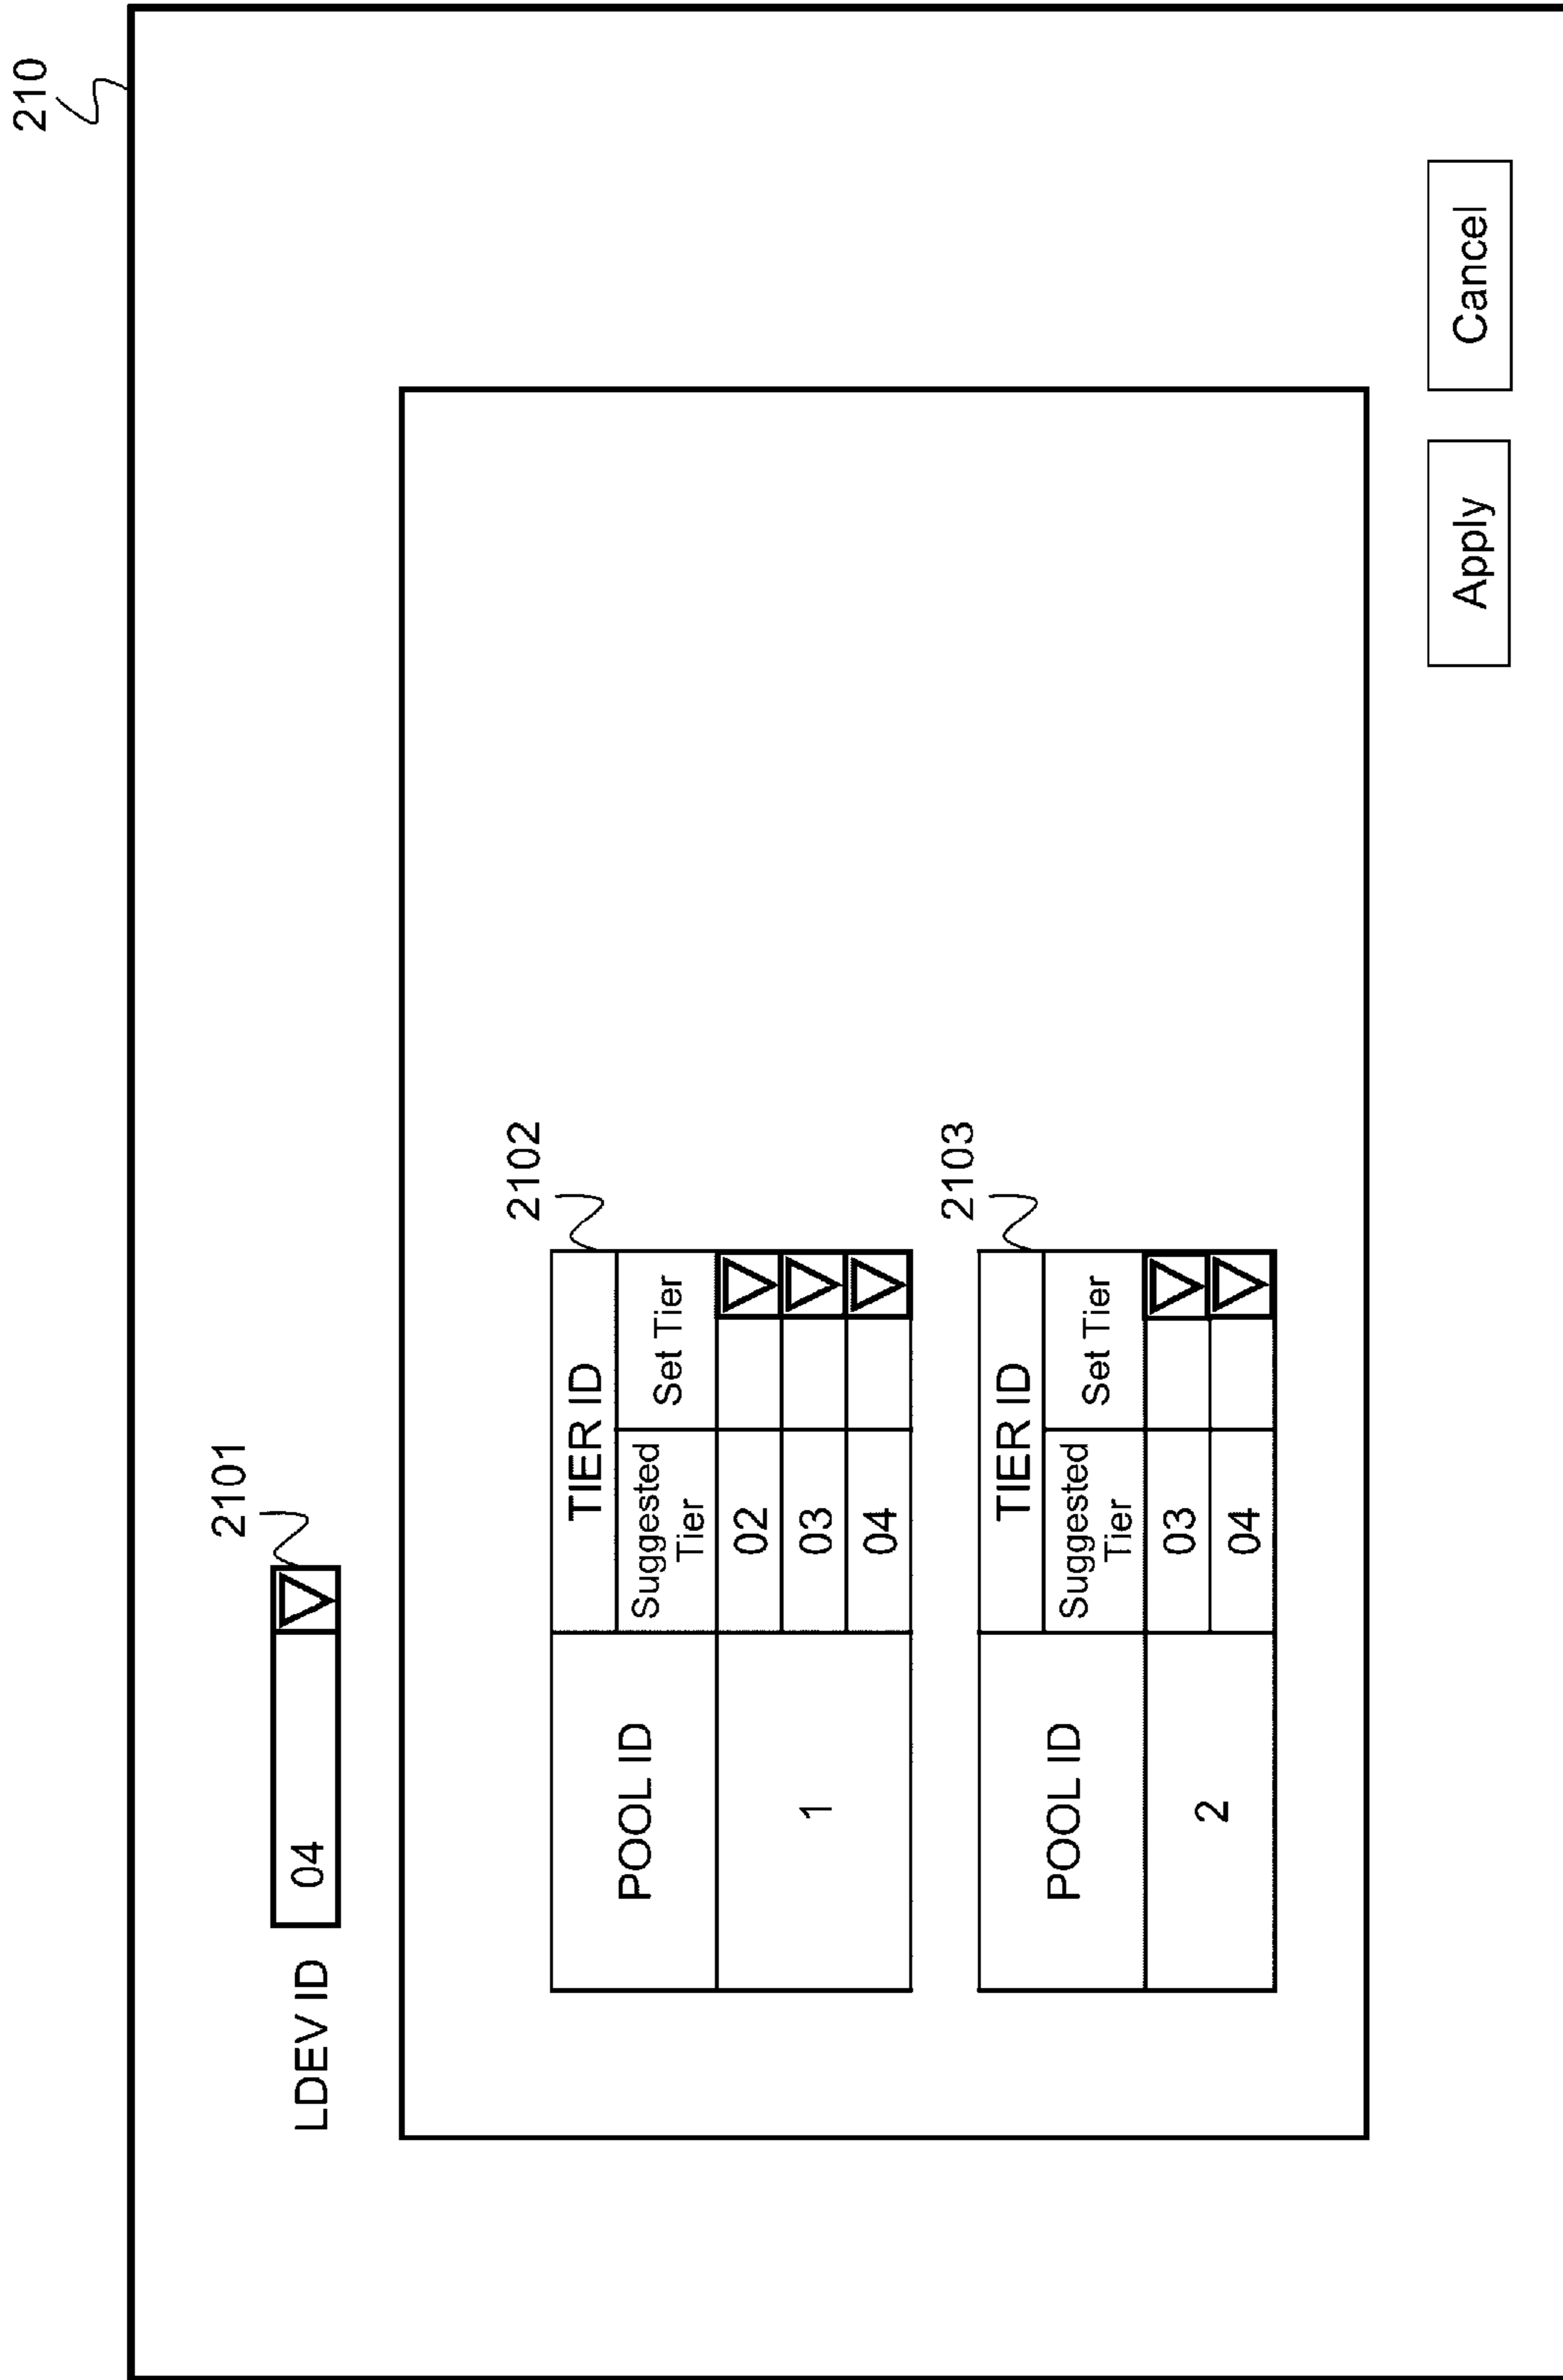 210
2101
LDEV ID 04
2102
POOL ID TIER ID
Suggested Tier Set Tier
1 02
03
04
2103
POOL ID TIER ID
Suggested Tier Set Tier
2 03
04
Apply Cancel